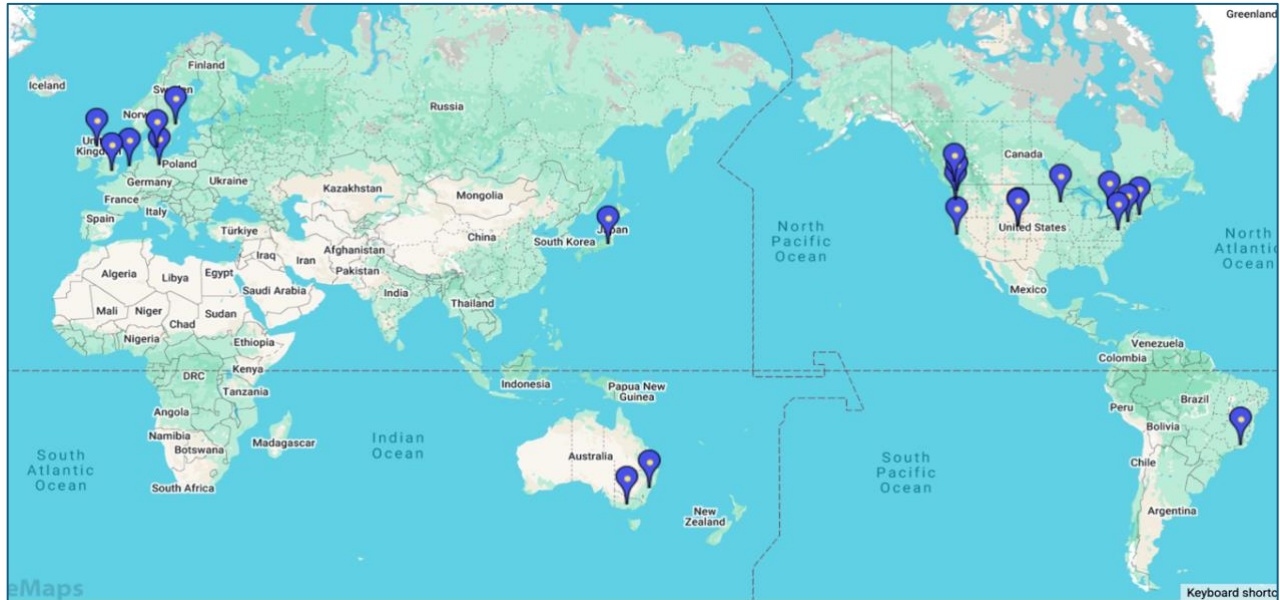 Greenland
Iceland
Finland
Sweden
Norw
Russia
United
Kingdom
Canada
Poland
Germany
Ukraine
France
Kazakhstan
Mongolia
Italy
Spain
Türkiye
South Korea
Japan
China
United States
North
Pacific
Ocean
North
Atlantic
Ocean
Iraq
Iran
Afghanistan
Pakistan
Algeria
Libya
Egypt
Saudi Arabia
India
Mexico
Mali
Niger
Sudan
Chad
Thailand
Nigeria
Ethiopia
Venezuela
Colombia
Kenya
DRC
Tanzania
Indonesia
Papua New
Guinea
Brazil
Peru
Angola
Bolivia
Namibia
Botswana
Madagascar
Indian
Ocean
Australia
South
Atlantic
Ocean
South
Pacific
Ocean
Chile
South Africa
New
Zealand
Argentina
eMaps
Keyboard shortc